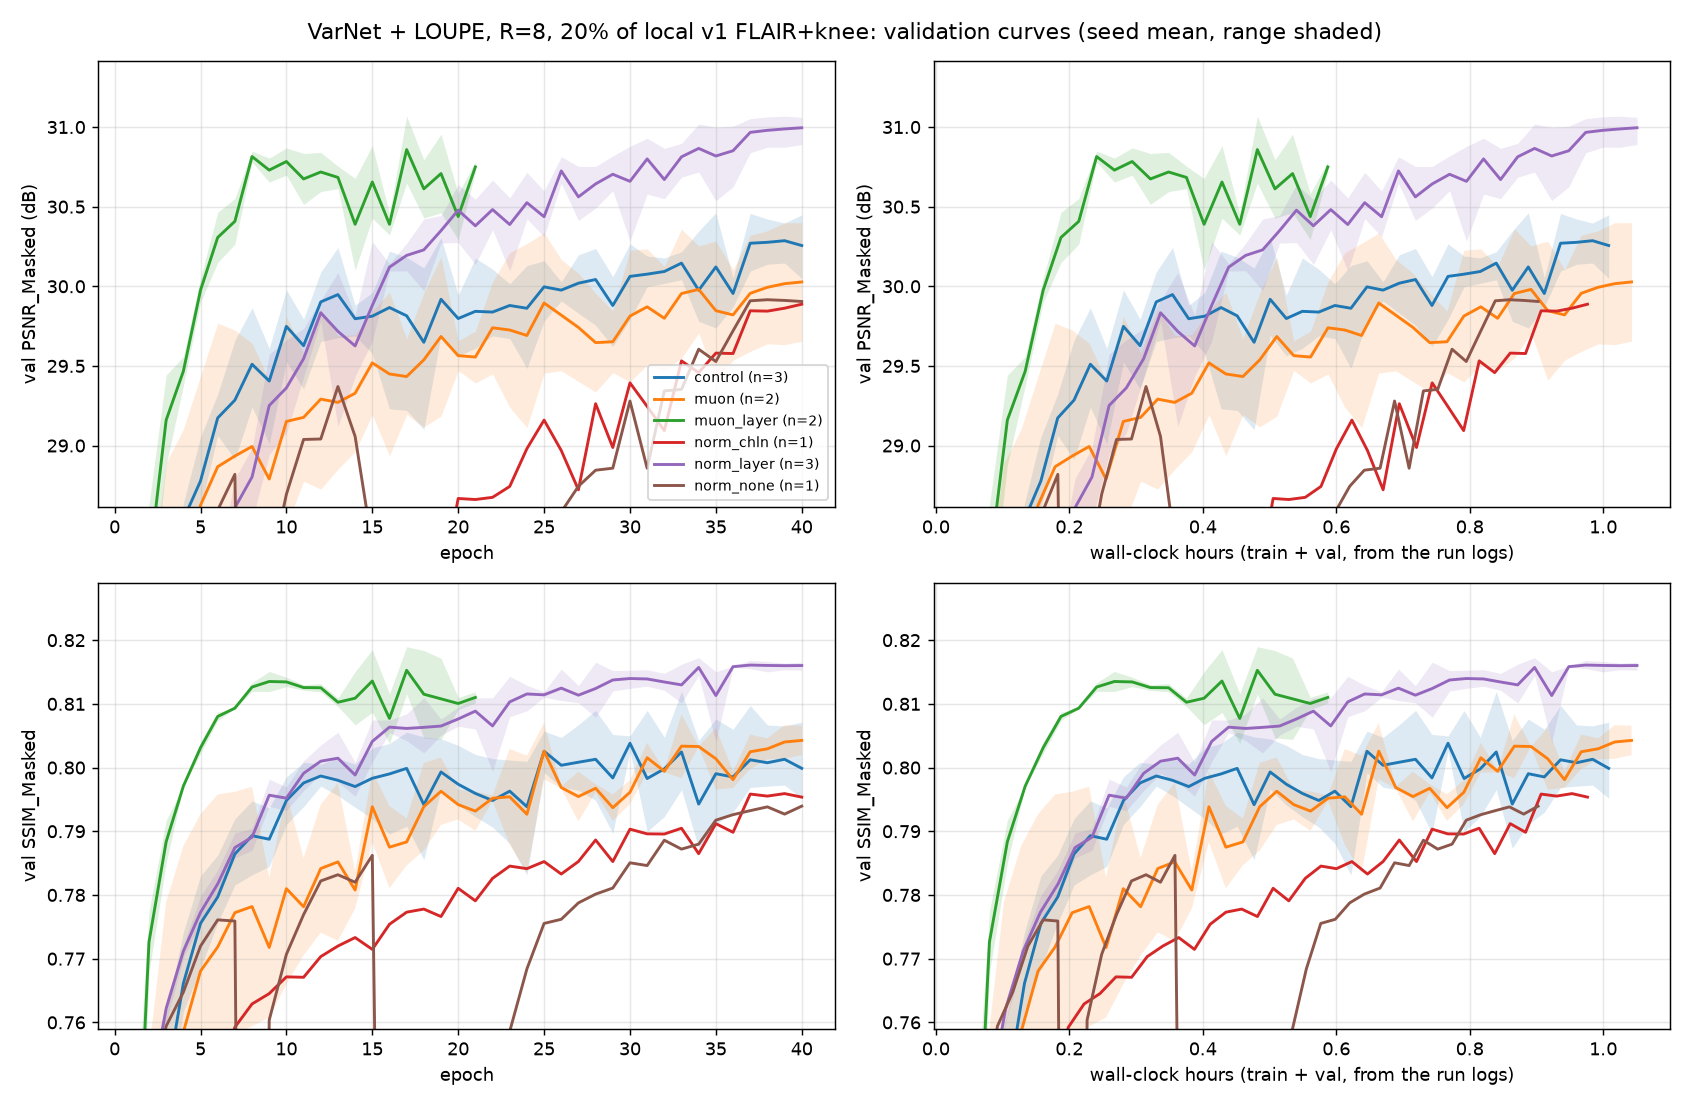 VarNet + LOUPE, R=8, 20% of local v1 FLAIR+knee: validation curves (seed mean, range shaded)
val PSNR_Masked (dB)
31.0
30.5
30.0
29.5
29.0
0 5 10 15 20 25 30 35 40
epoch
control (n=3)
muon (n=2)
muon_layer (n=2)
norm_chln (n=1)
norm_layer (n=3)
norm_none (n=1)
val PSNR_Masked (dB)
31.0
30.5
30.0
29.5
29.0
0.0 0.2 0.4 0.6 0.8 1.0
wall-clock hours (train + val, from the run logs)
val SSIM_Masked
0.82
0.81
0.80
0.79
0.78
0.77
0.76
0 5 10 15 20 25 30 35 40
epoch
val SSIM_Masked
0.82
0.81
0.80
0.79
0.78
0.77
0.76
0.0 0.2 0.4 0.6 0.8 1.0
wall-clock hours (train + val, from the run logs)